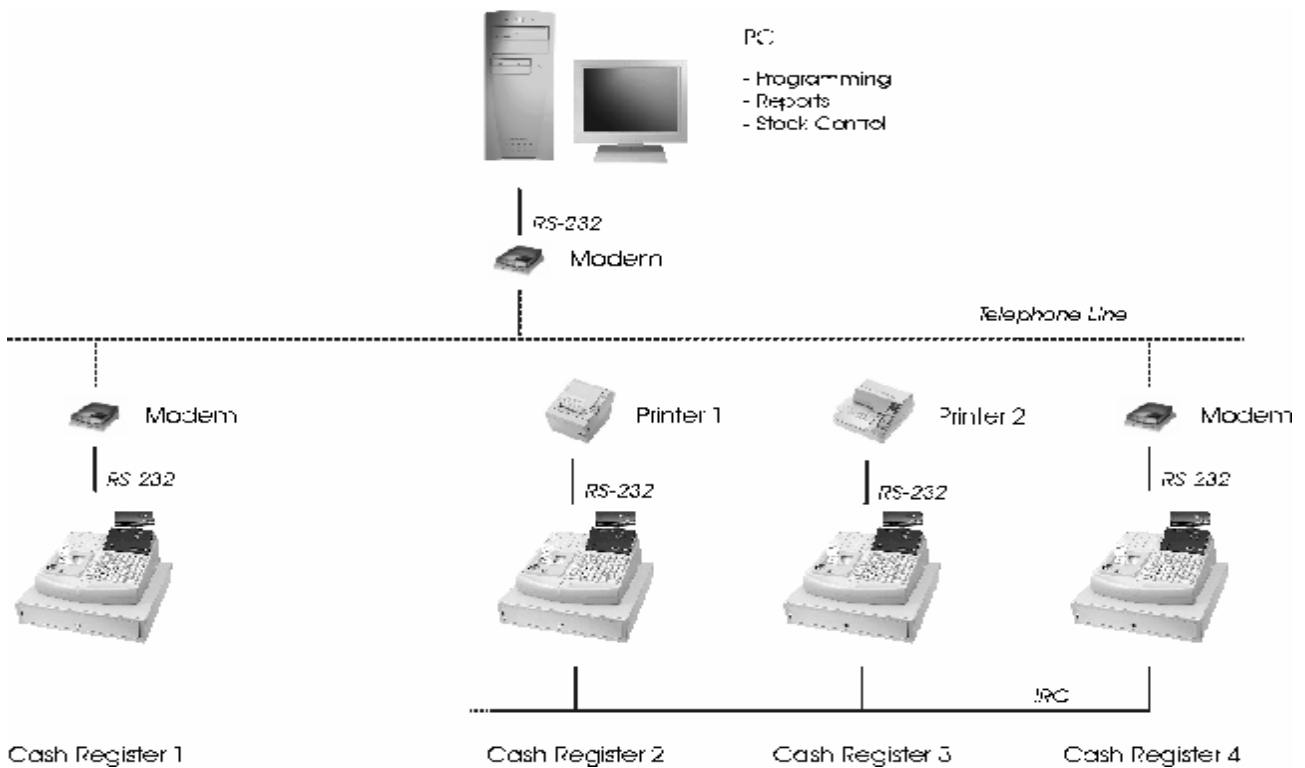 PC
- Programming
- Reports
- Stock Control
RS-232
Modem
Telephone Line
Modem
Printer 1
Printer 2
Modem
RS-232
RS-232
RS-232
RS-232
IRC
Cash Register 1
Cash Register 2
Cash Register 3
Cash Register 4